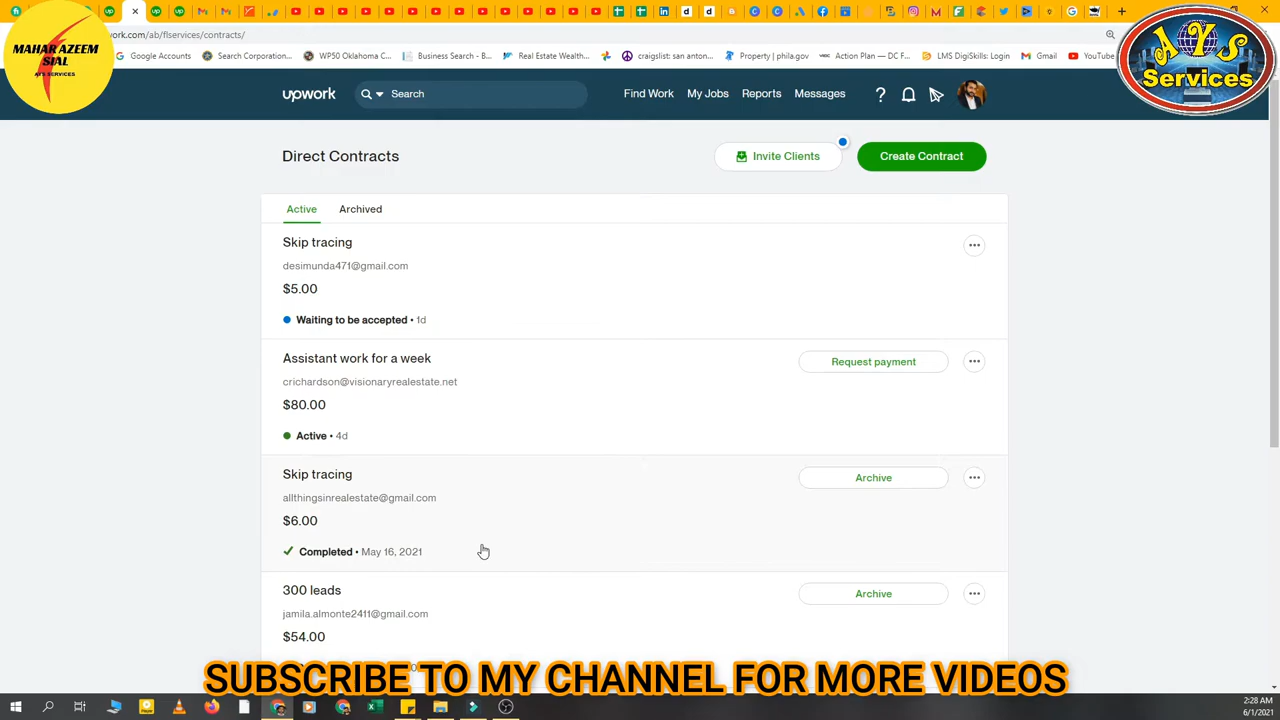 work.com/ab/flservices/contracts/
Google Accounts
Search Corporation...
WP50 Oklahoma C...
Business Search - B...
Real Estate Wealth...
craigslist: san anton...
Property | phila.gov
Action Plan — DC F...
LMS DigiSkills: Login
Gmail
YouTube
MAHAR AZEEM
SIAL
AYS SERVICES
AYS
Services
upwork
Search
Find Work
My Jobs
Reports
Messages
Direct Contracts
Invite Clients
Create Contract
Active
Archived
Skip tracing
desimunda471@gmail.com
$5.00
Waiting to be accepted • 1d
Assistant work for a week
Request payment
crichardson@visionaryrealestate.net
$80.00
Active • 4d
Skip tracing
Archive
allthingsinrealestate@gmail.com
$6.00
Completed • May 16, 2021
300 leads
Archive
jamila.almonte2411@gmail.com
$54.00
SUBSCRIBE TO MY CHANNEL FOR MORE VIDEOS
2:28 AM
6/1/2021